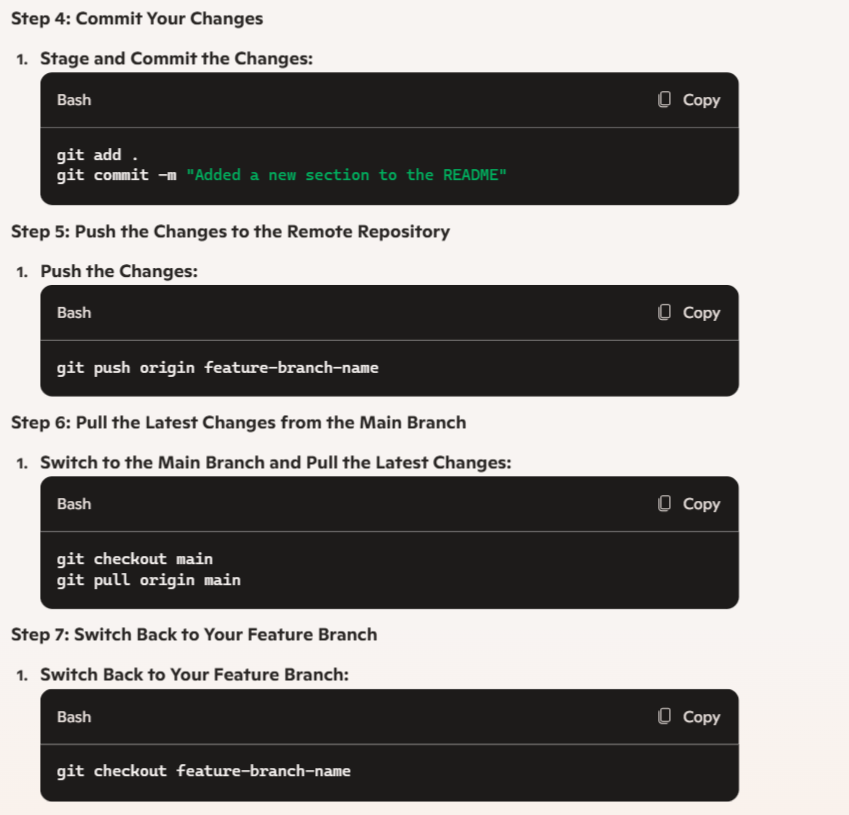 Step 4: Commit Your Changes
1. Stage and Commit the Changes:
Bash
Copy
git add .
git commit -m "Added a new section to the README"
Step 5: Push the Changes to the Remote Repository
1. Push the Changes:
Bash
Copy
git push origin feature-branch-name
Step 6: Pull the Latest Changes from the Main Branch
1. Switch to the Main Branch and Pull the Latest Changes:
Bash
Copy
git checkout main
git pull origin main
Step 7: Switch Back to Your Feature Branch
1. Switch Back to Your Feature Branch:
Bash
Copy
git checkout feature-branch-name